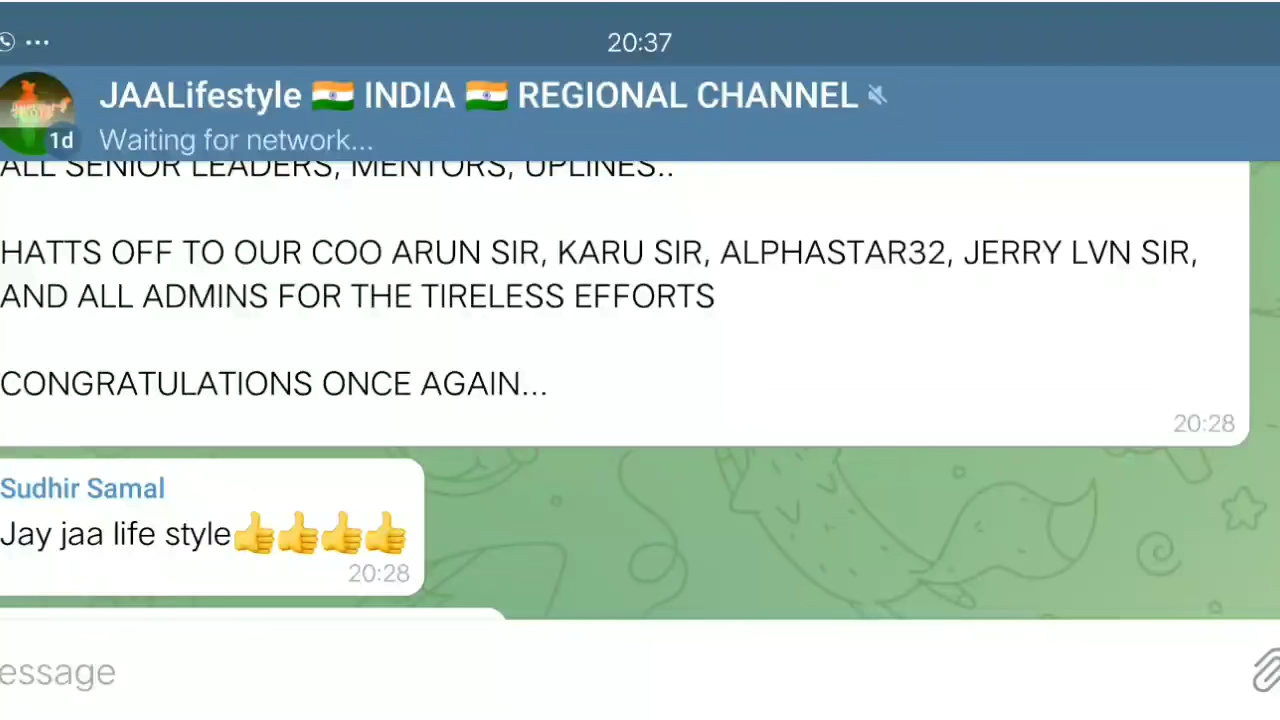 20:37
JAALifestyle 🇮🇳 INDIA 🇮🇳 REGIONAL CHANNEL
1d
Waiting for network...
ALL SENIOR LEADERS, MENTORS, UPLINES..
HATTS OFF TO OUR COO ARUN SIR, KARU SIR, ALPHASTAR32, JERRY LVN SIR,
AND ALL ADMINS FOR THE TIRELESS EFFORTS
CONGRATULATIONS ONCE AGAIN...
20:28
Sudhir Samal
Jay jaa life style👍👍👍👍
20:28
essage